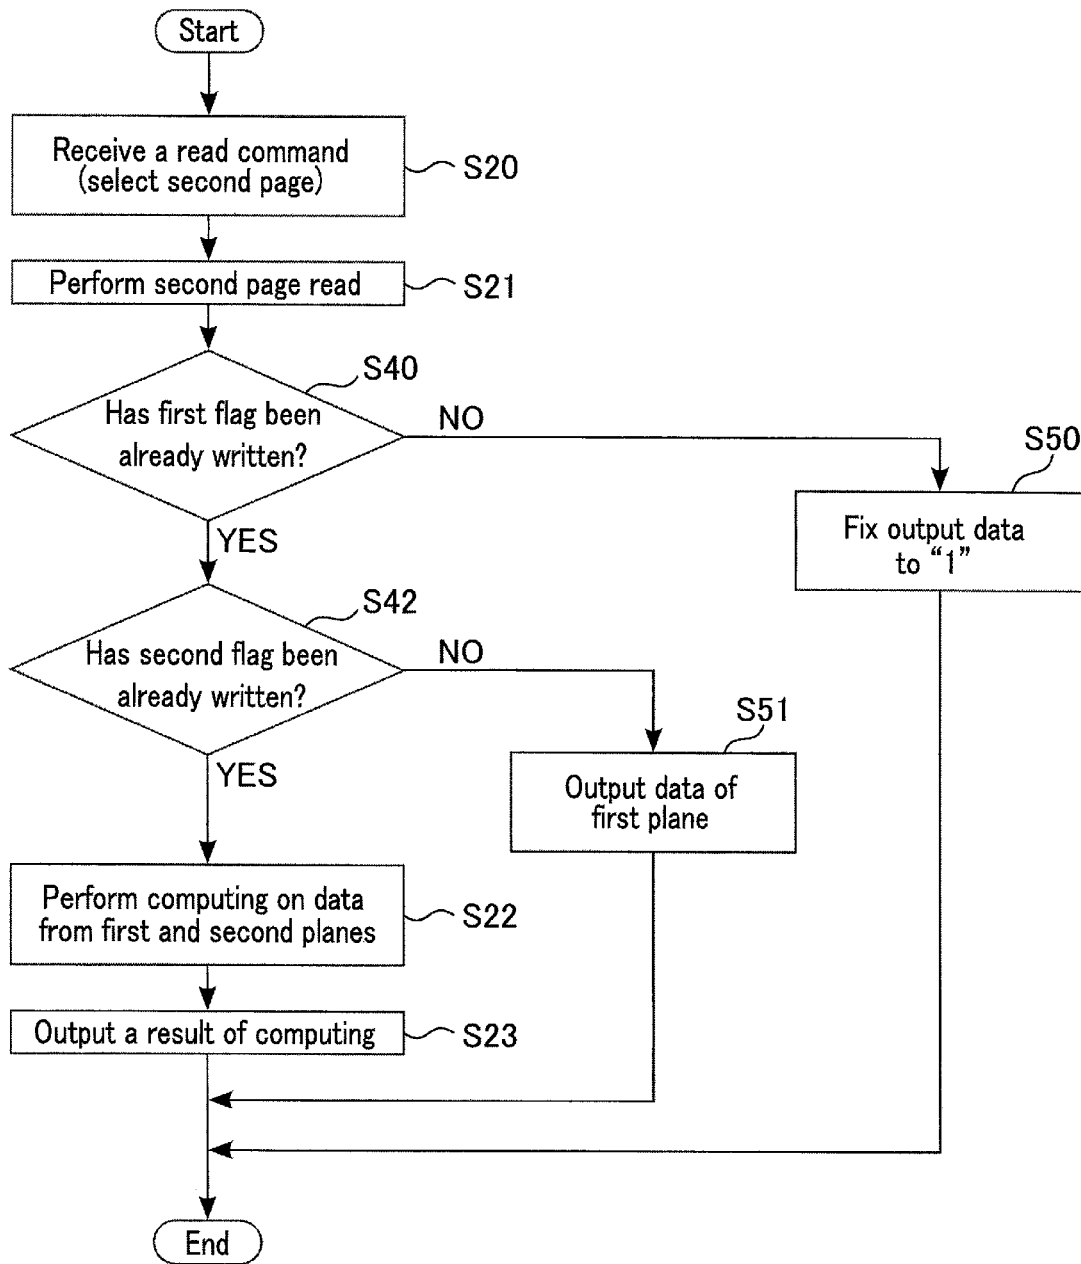 Start
Receive a read command
(select second page)
S20
Perform second page read
S21
S40
Has first flag been
already written?
NO
YES
S50
Fix output data
to “1”
S42
Has second flag been
already written?
NO
YES
S51
Output data of
first plane
Perform computing on data
from first and second planes
S22
Output a result of computing
S23
End